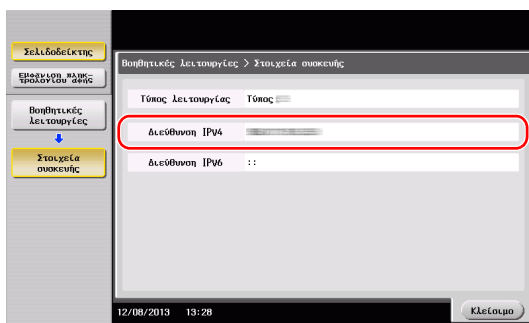 Σελιδοδείκτης
Εμφάνιση πληκ-
τρολογίου αφής
Βοηθητικές
λειτουργίες
Στοιχεία
συσκευής
Βοηθητικές λειτουργίες > Στοιχεία συσκευής
Τύπος λειτουργίας Τύπος
Διεύθυνση IPV4
Διεύθυνση IPV6 ::
12/08/2013 13:28
Κλείσιμο